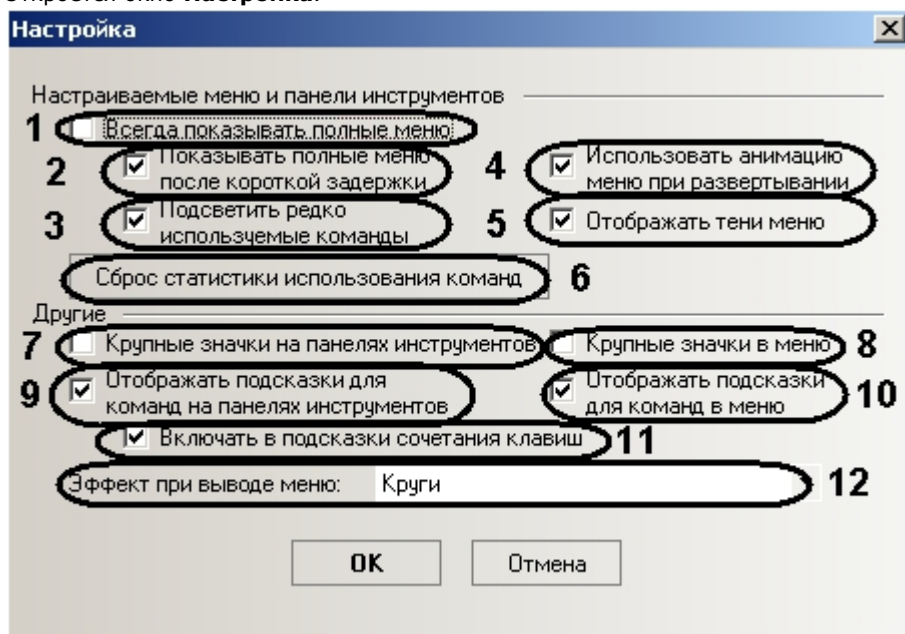 Настройка
Настраиваемые меню и панели инструментов
1 Всегда показывать полные меню
2 Показывать полные меню
после короткой задержки
4 Использовать анимацию
меню при развертывании
3 Подсветить редко
используемые команды
5 Отображать тени меню
Сброс статистики использования команд 6
Другие
7 Крупные значки на панелях инструментов
Крупные значки в меню 8
9 Отображать подсказки для
команд на панелях инструментов
Отображать подсказки
для команд в меню 10
Включать в подсказки сочетания клавиш 11
Эффект при выводе меню: Круги 12
OK Отмена